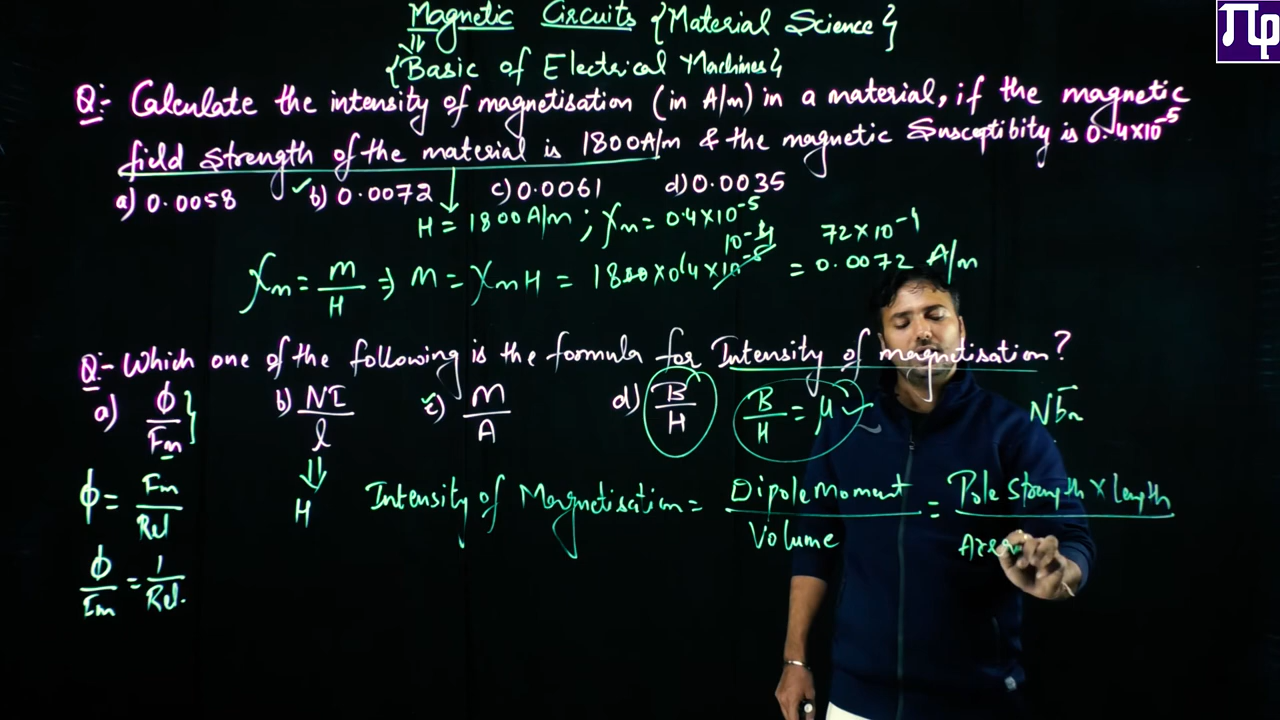 Magnetic Circuits {Material Science}
⇓
{Basic of Electrical Machines}
Πφ
Q:- Calculate the intensity of magnetisation (in A/m) in a material, if the magnetic
field strength of the material is 1800A/m & the magnetic Susceptibity is 0.4×10^-5
a) 0.0058 ✓b) 0.0072 c) 0.0061 d) 0.0035
H = 1800 A/m ; χm = 0.4×10^-5
χm = m/H ⇒ M = χmH = 1800×0.4×10^-5 = 0.0072 A/m
10^-4 72×10^-4
Q:- Which one of the following is the formula for Intensity of magnetisation?
a) Φ/Fm } b) NI/l ✓c) m/A d) B/H B/H = μ ✓
⇓
H
Φ = Fm/Rel
Intensity of Magnetisation = Dipole Moment/Volume = Pole Strength × Length/Area
Φ/Fm = 1/Rel.